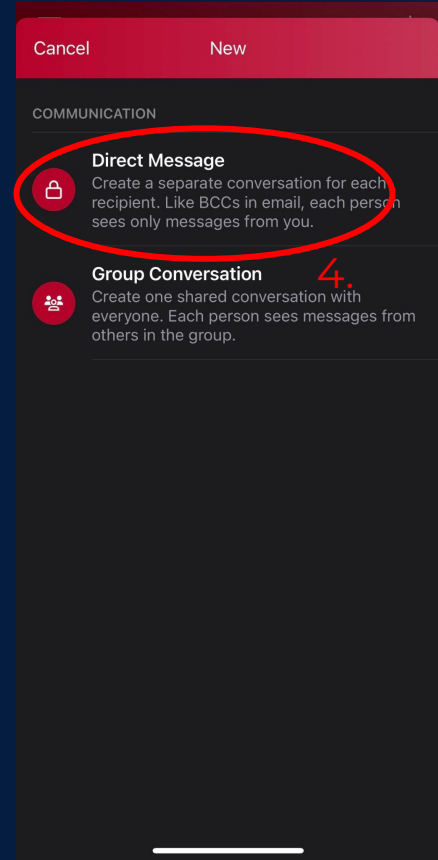 Cancel New
COMMUNICATION
Direct Message
Create a separate conversation for each
recipient. Like BCCs in email, each person
sees only messages from you.
Group Conversation
4.
Create one shared conversation with
everyone. Each person sees messages from
others in the group.